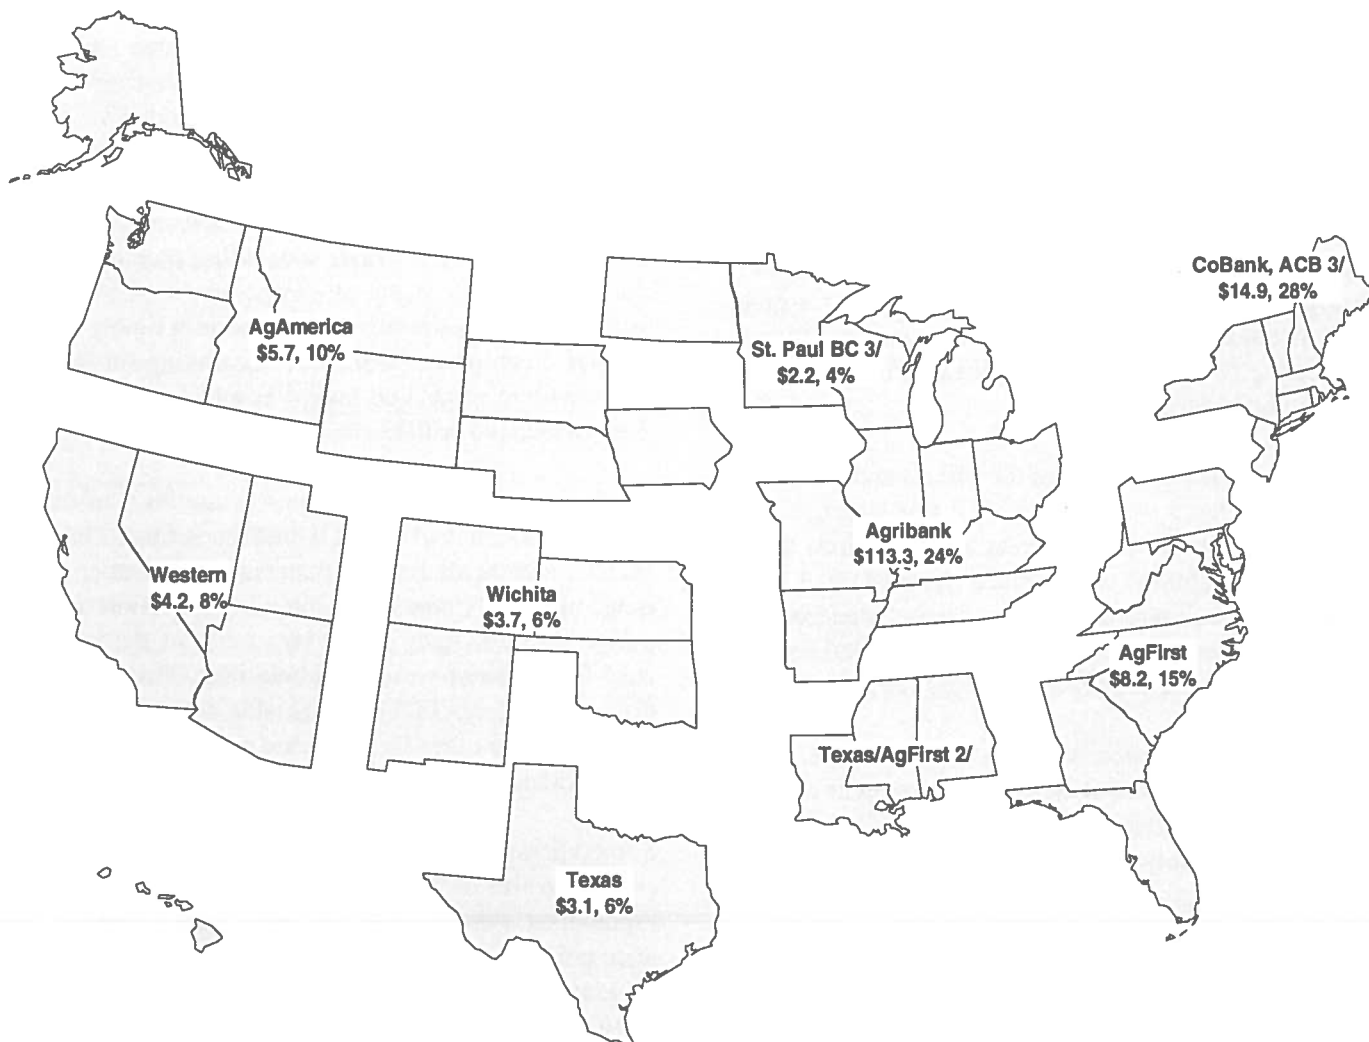 CoBank, ACB 3/
$14.9, 28%
AgAmerica
$5.7, 10%
St. Paul BC 3/
$2.2, 4%
Agribank
$113.3, 24%
Western
$4.2, 8%
Wichita
$3.7, 6%
AgFirst
$8.2, 15%
Texas/AgFirst 2/
Texas
$3.1, 6%